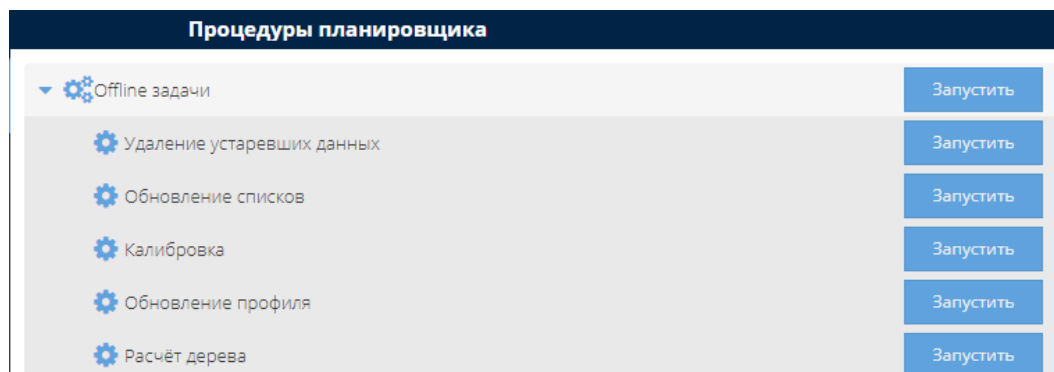 Процедуры планировщика
Offline задачи Запустить
Удаление устаревших данных Запустить
Обновление списков Запустить
Калибровка Запустить
Обновление профиля Запустить
Расчёт дерева Запустить